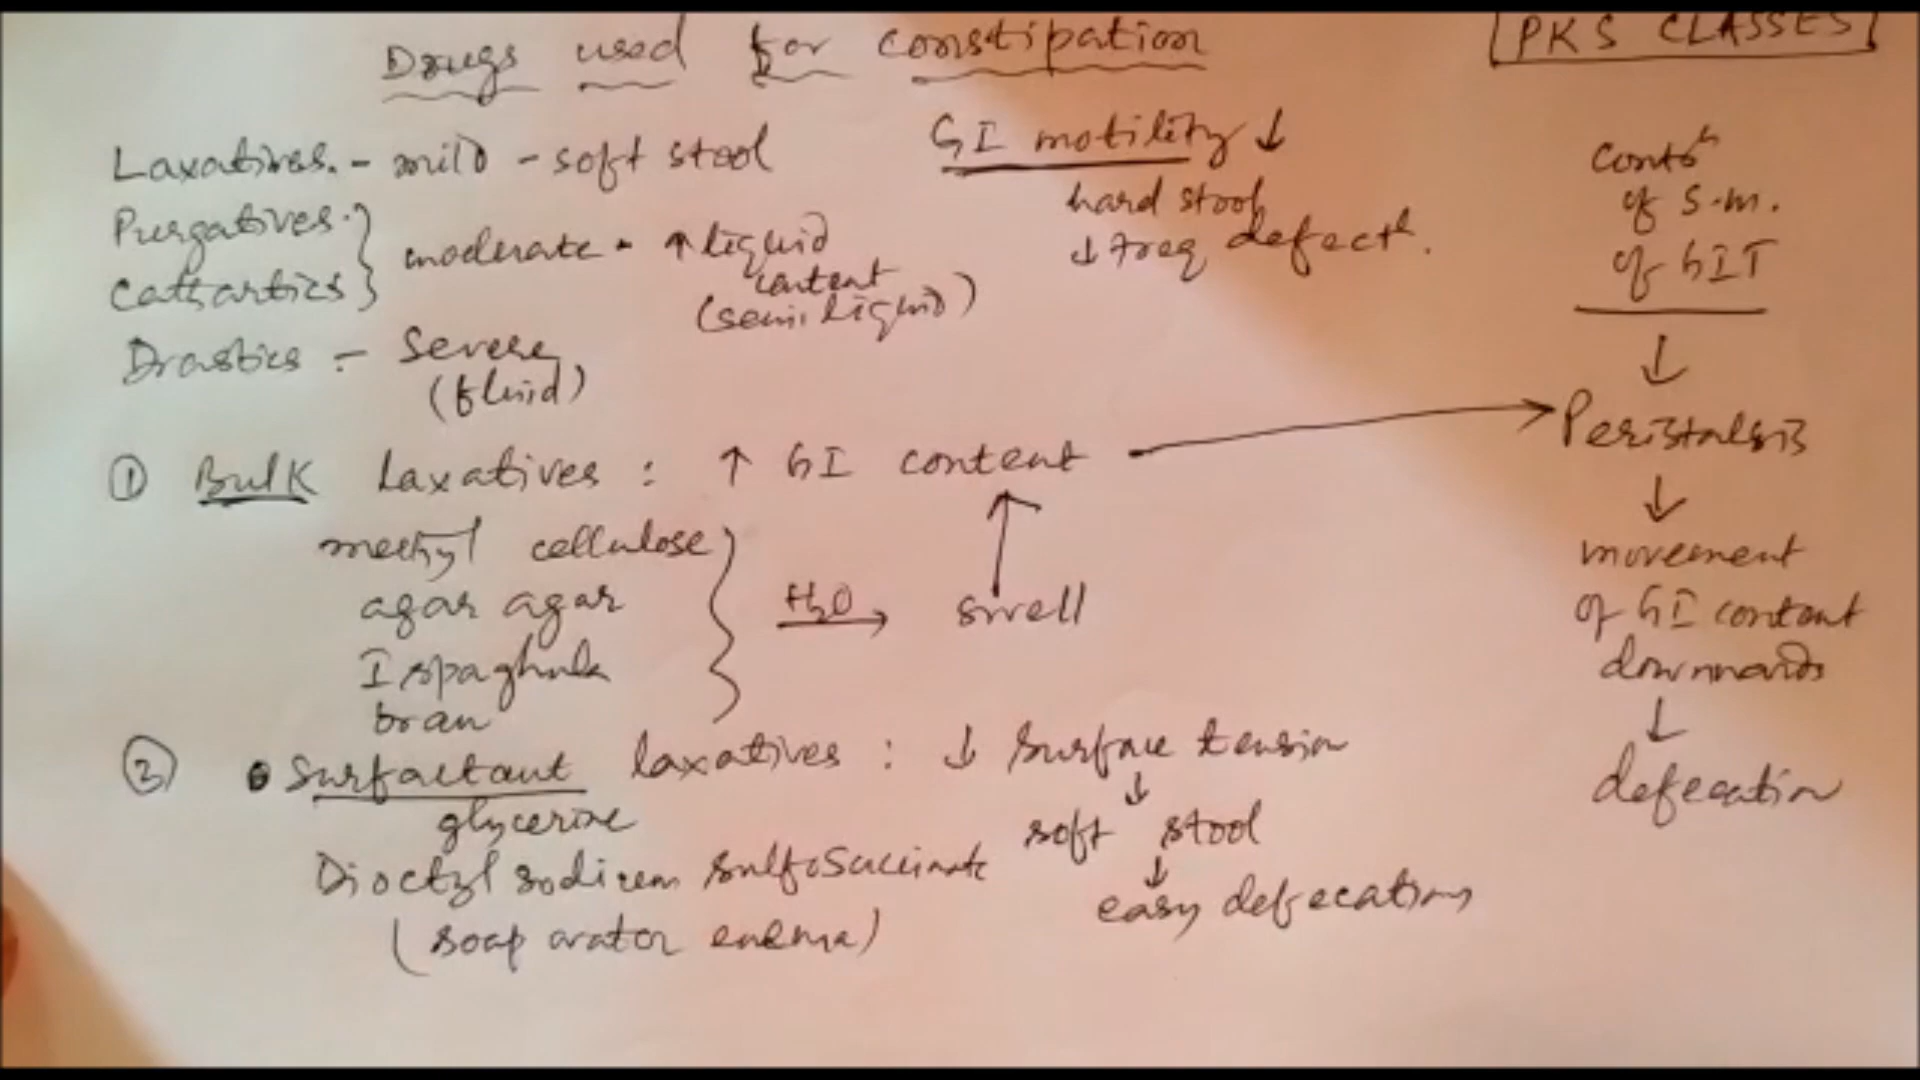 Drugs used for constipation
PKS CLASSES
Laxatives. - mild - soft stool
Purgatives.
Cathartics
} moderate - ↑ liquid
content
(semi liquid)
Drastics - Severe
(fluid)
GI motility ↓
hard stool
↓ freq defectⁿ.
Contⁿ
of S.m.
of GIT
↓
Peristalsis
↓
movement
of GI content
downwards
↓
defecation
① Bulk Laxatives : ↑ GI content →
methyl cellulose
agar agar
Ispaghula
bran
} H₂O → swell ↑
② Surfactant laxatives : ↓ surface tension
↓
soft stool
↓
easy defecation
glycerine
Dioctyl sodium sulfosuccinate
(soap water enema)